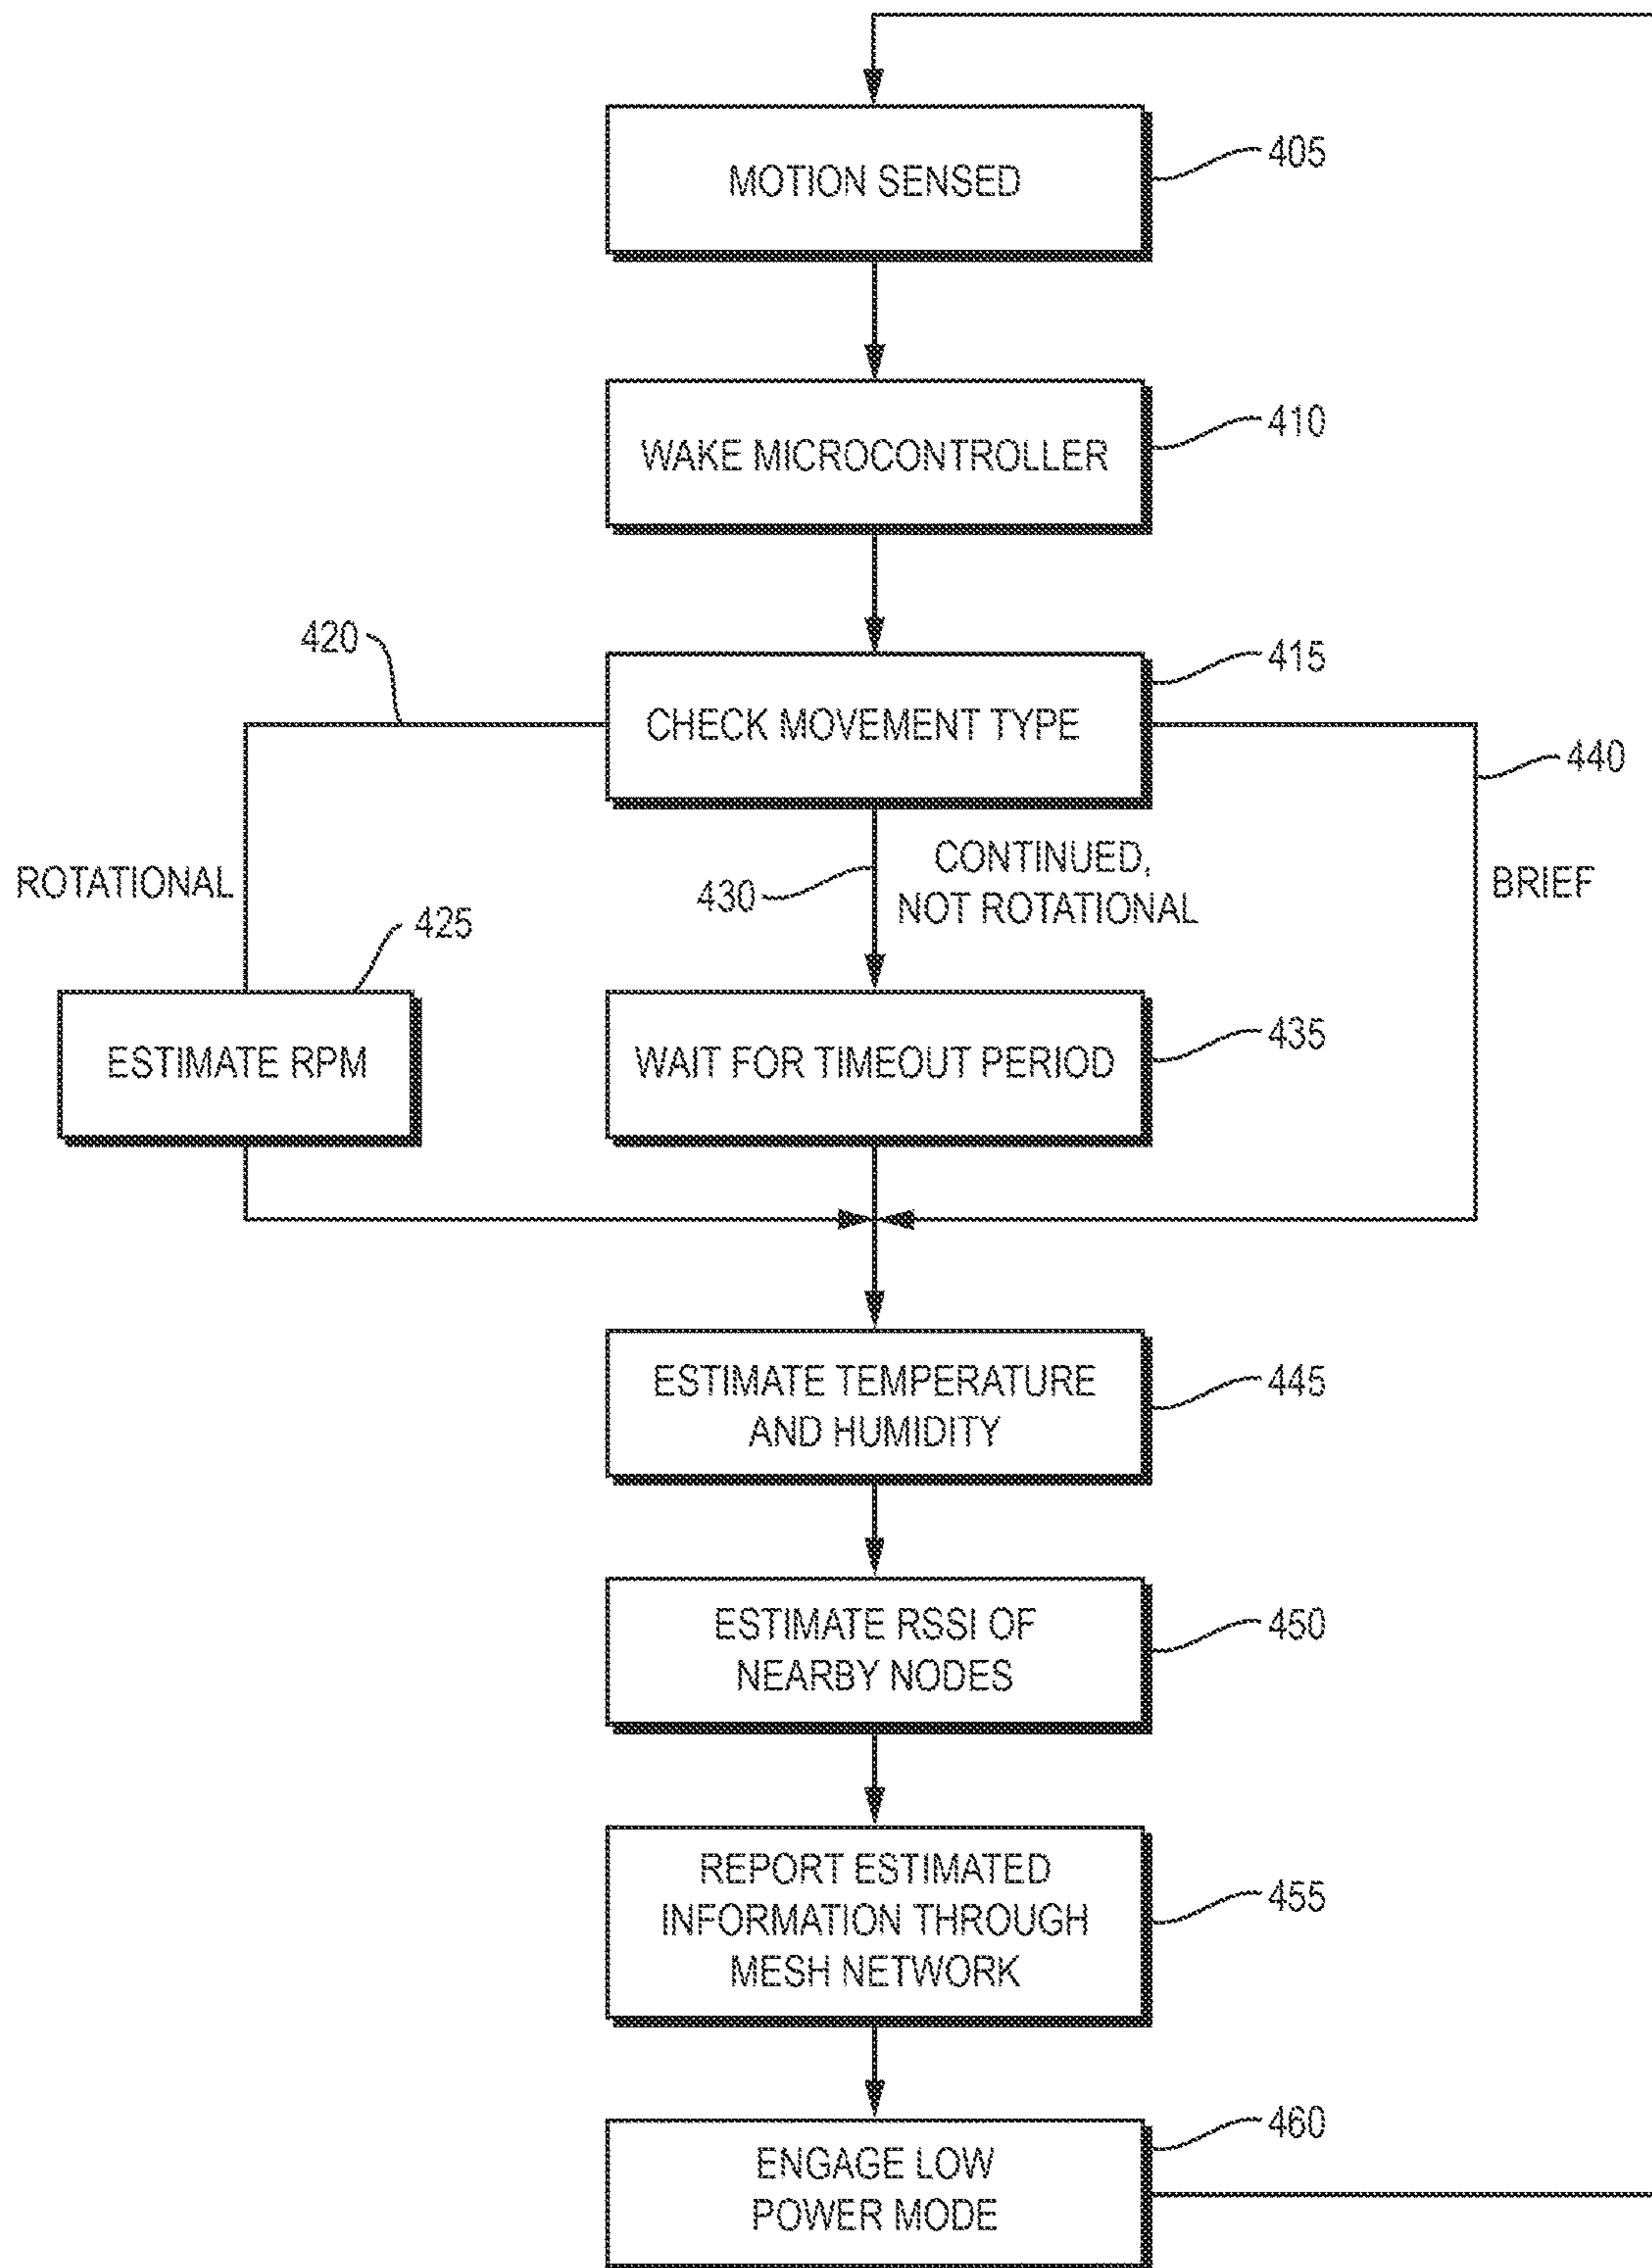 MOTION SENSED
405
WAKE MICROCONTROLLER
410
420
CHECK MOVEMENT TYPE
415
440
ROTATIONAL
430
CONTINUED,
NOT ROTATIONAL
BRIEF
425
ESTIMATE RPM
WAIT FOR TIMEOUT PERIOD
435
ESTIMATE TEMPERATURE
AND HUMIDITY
445
ESTIMATE RSSI OF
NEARBY NODES
450
REPORT ESTIMATED
INFORMATION THROUGH
MESH NETWORK
455
ENGAGE LOW
POWER MODE
460